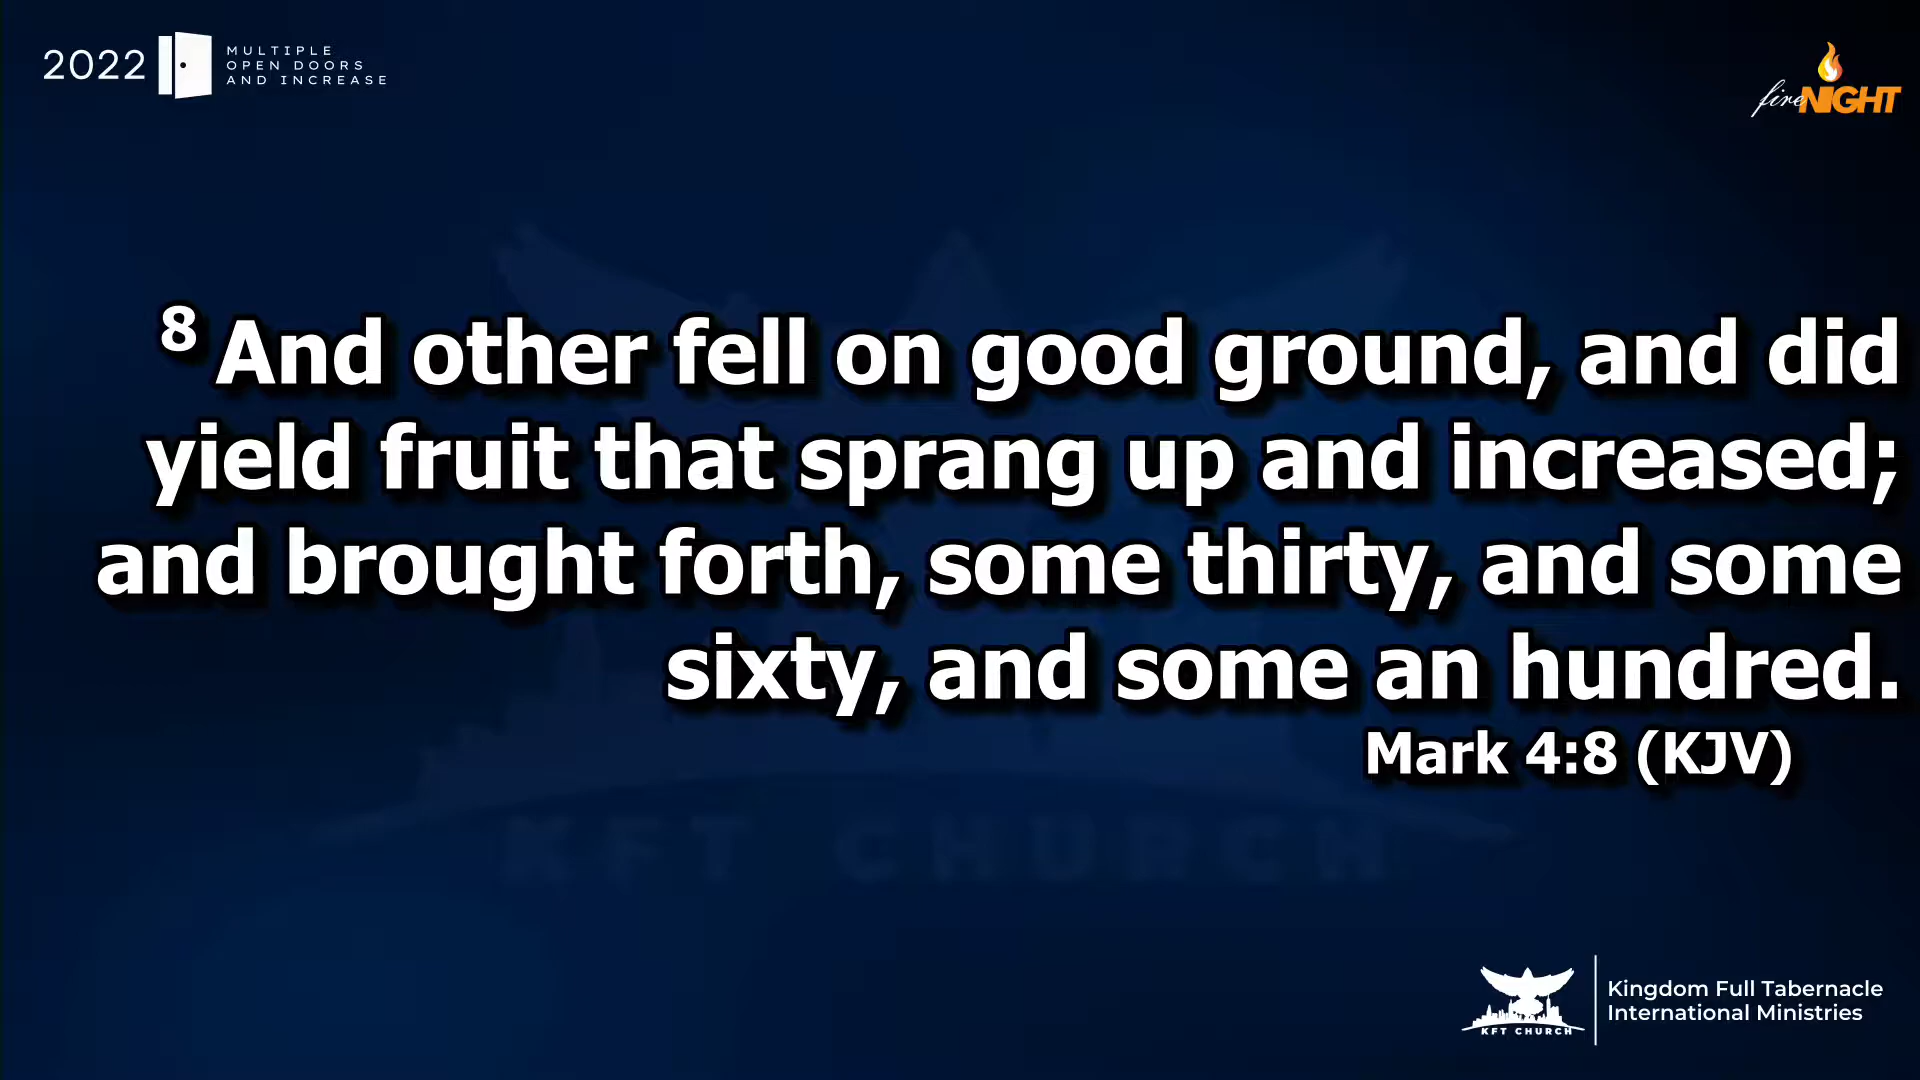 2022
MULTIPLE
OPEN DOORS
AND INCREASE
fireNIGHT
8 And other fell on good ground, and did
yield fruit that sprang up and increased;
and brought forth, some thirty, and some
sixty, and some an hundred.
Mark 4:8 (KJV)
KFT CHURCH
KFT CHURCH
Kingdom Full Tabernacle
International Ministries